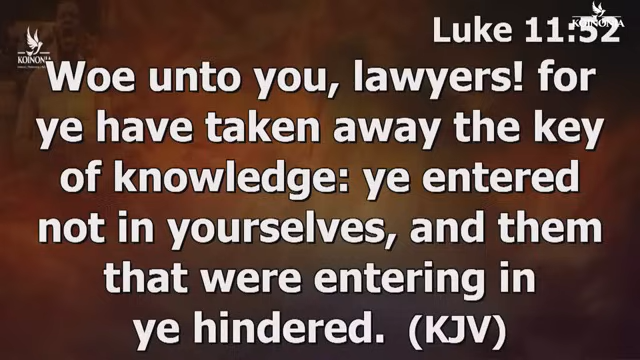 Luke 11:52
KOINONIA
KOINONIA
Woe unto you, lawyers! for
ye have taken away the key
of knowledge: ye entered
not in yourselves, and them
that were entering in
ye hindered. (KJV)